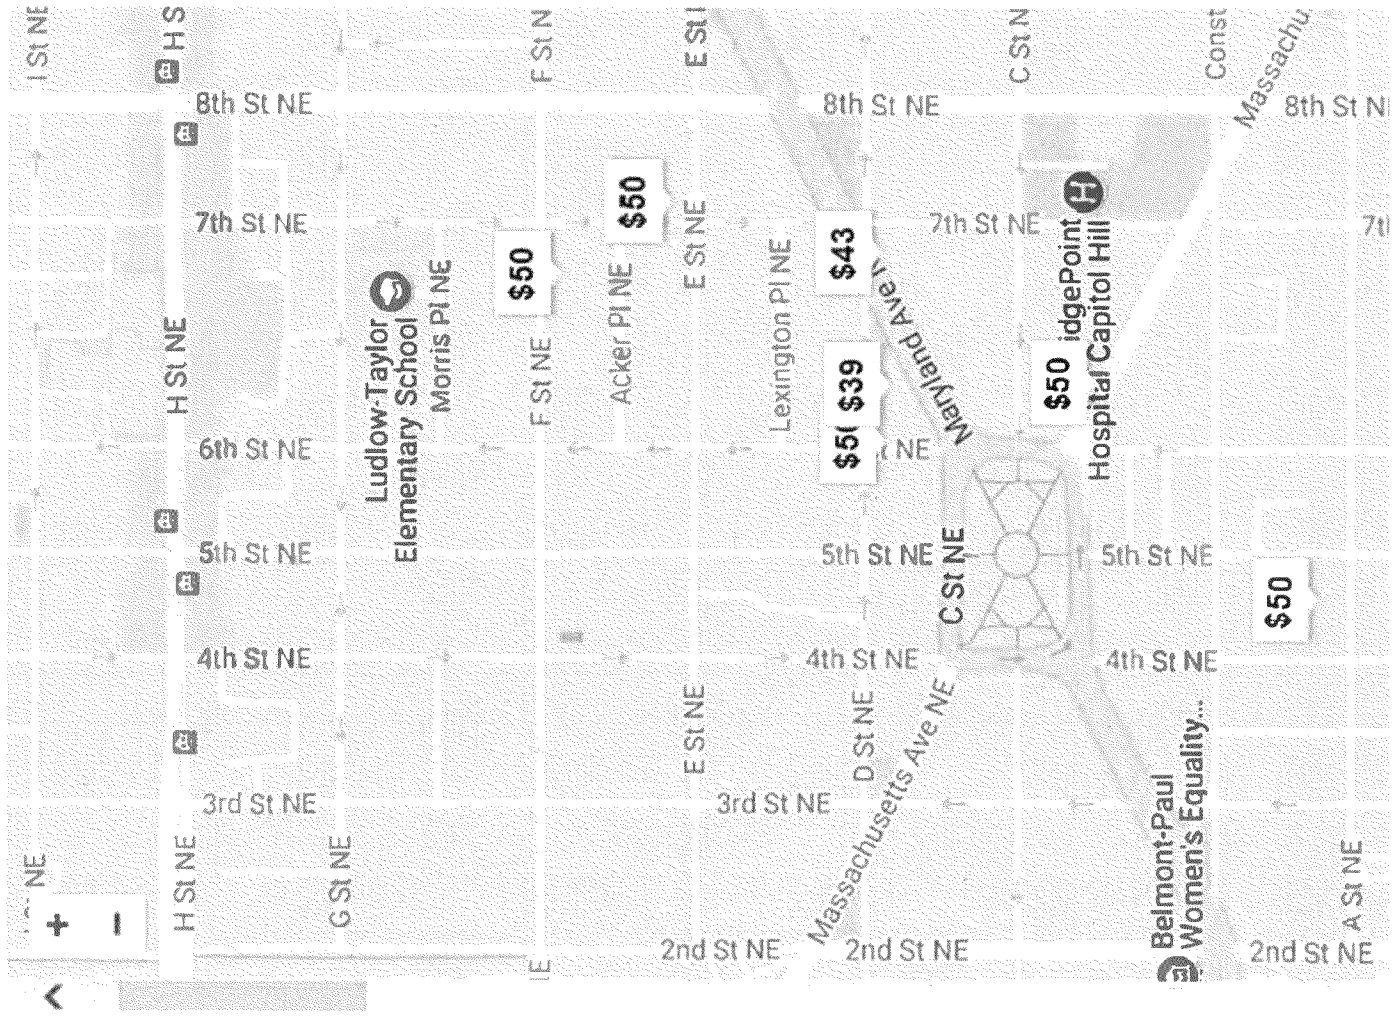 I St NE
NE
+
−
H S
H St NE
H St NE
8th St NE
7th St NE
6th St NE
5th St NE
4th St NE
3rd St NE
G St NE
Ludlow-Taylor
Elementary School
Morris Pl NE
$50
F St N
F St NE
Acker Pl NE
$50
E St
E St NE
E St NE
2nd St NE
3rd St NE
Lexington Pl NE
$43
$39
$5
8th St NE
NE
5th St NE
4th St NE
D St NE
Massachusetts Ave NE
Maryland Ave N
2nd St NE
C St NE
7th St NE
C St N
$50
idgePoint
Hospital Capitol Hill
H
5th St NE
4th St NE
Belmont-Paul
Women's Equality...
Const
Massachu
$50
8th St N
2nd St NE
A St NE
7t